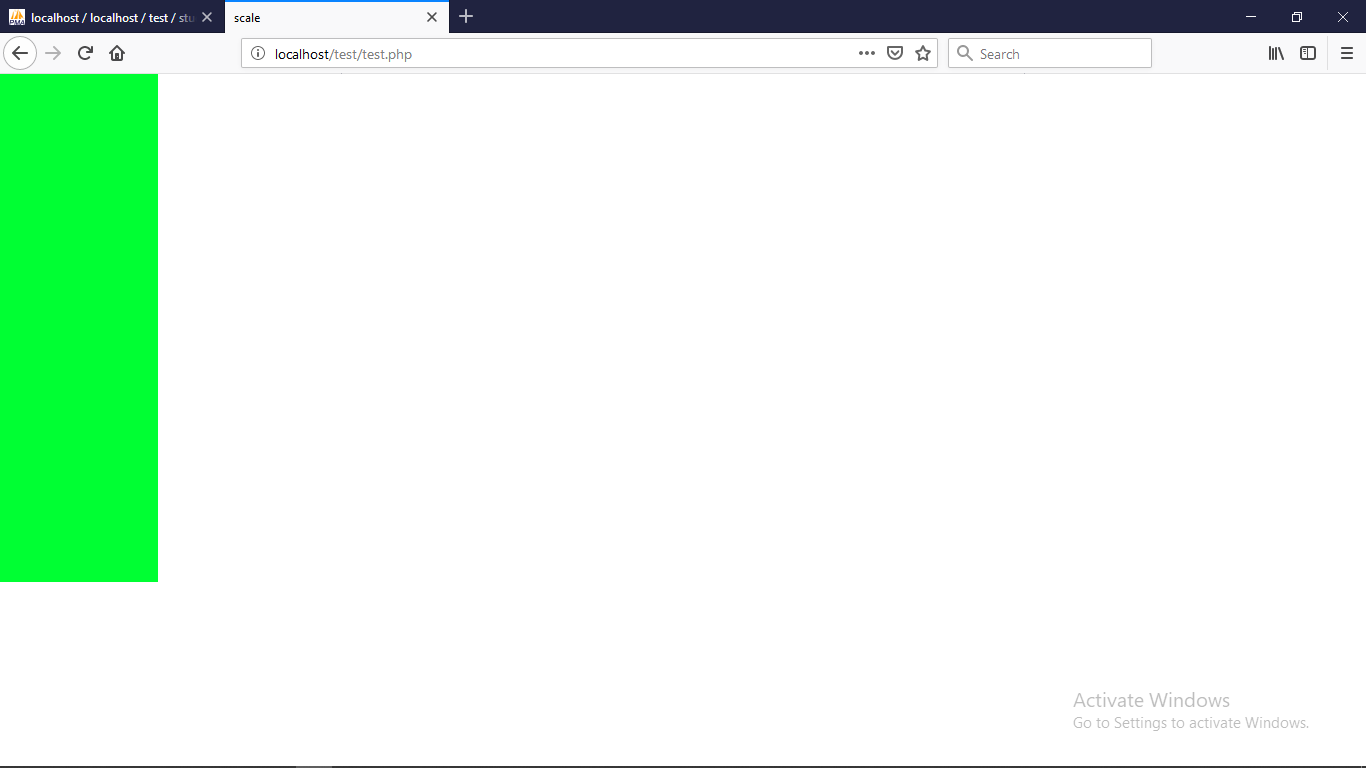 localhost / localhost / test / stu
scale
localhost/test/test.php
Search
Activate Windows
Go to Settings to activate Windows.